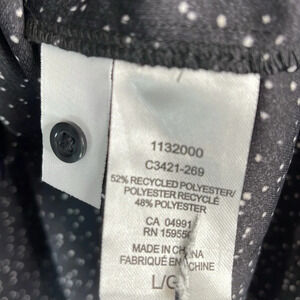 1132000
C3421-269
52% RECYCLED POLYESTER/
POLYESTER RECYCLÉ
48% POLYESTER
CA 04991
RN
MADE IN CHINA
FABRIQUÉ EN CHINE